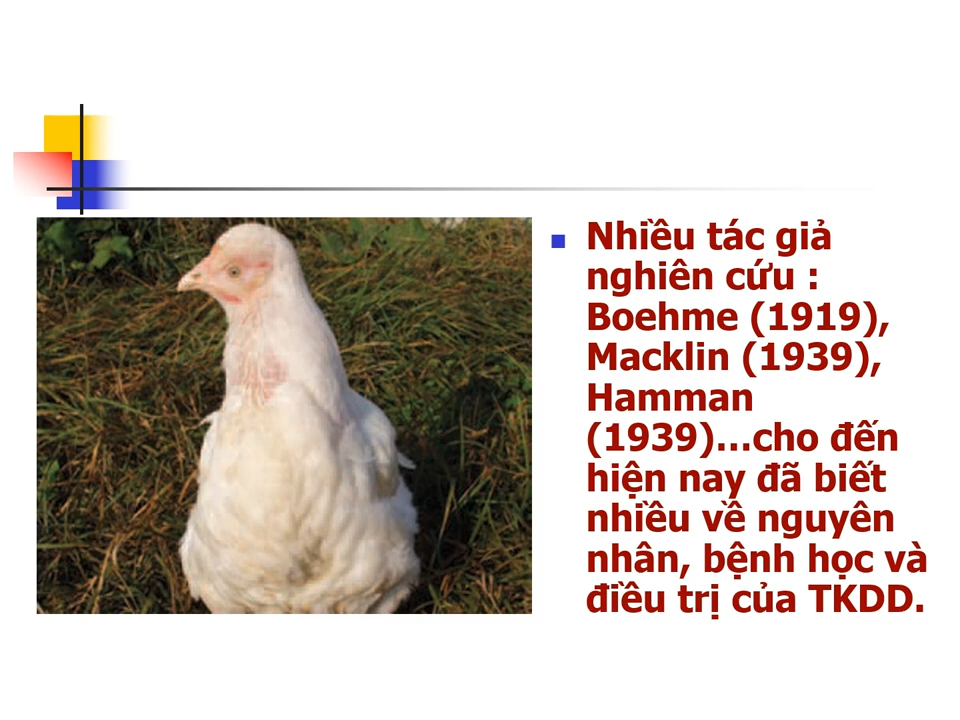 Nhiều tác giả
nghiên cứu :
Boehme (1919),
Macklin (1939),
Hamman
(1939)…cho đến
hiện nay đã biết
nhiều về nguyên
nhân, bệnh học và
điều trị của TKDD.